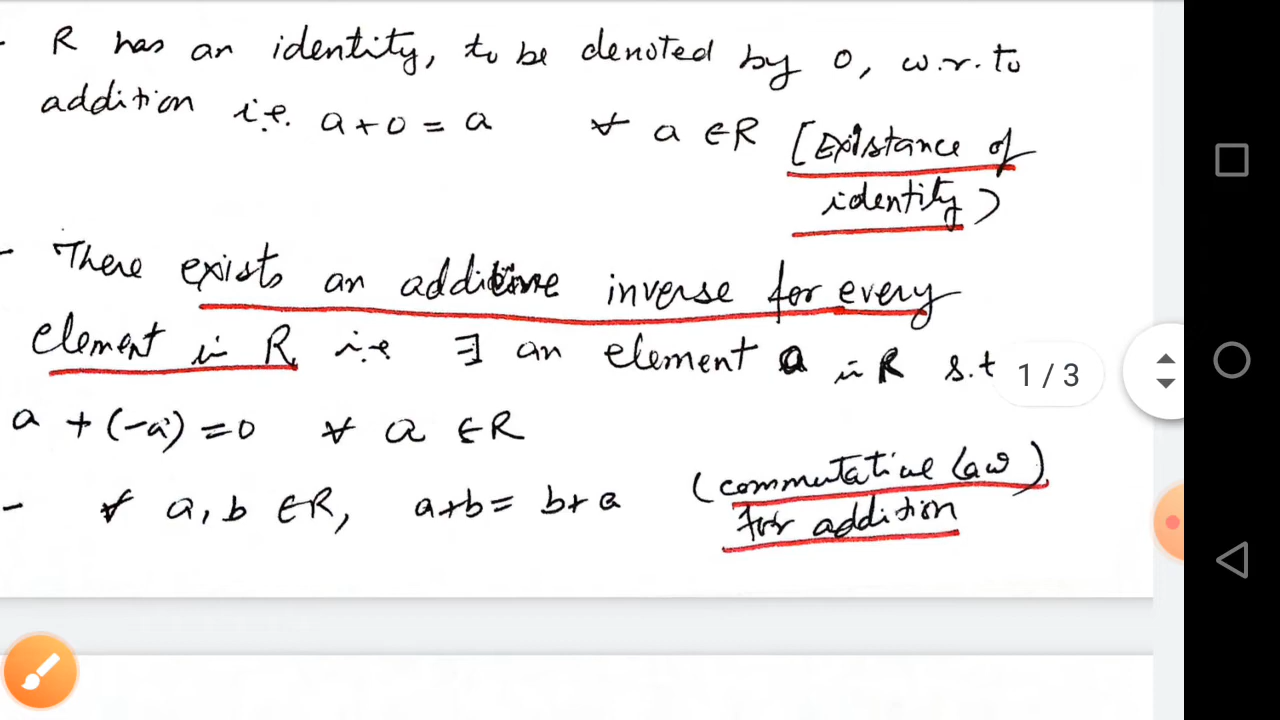 - R has an identity, to be denoted by 0, w.r.to
addition i.e. a+0 = a ∀ a ∈R [Existance of
identity)
- There exists an additive inverse for every
element in R i.e ∃ an element a in R s.t
1 / 3
a + (-a) = 0 ∀ a ∈R
- ∀ a, b ∈R, a+b = b+a (commutative law)
for addition